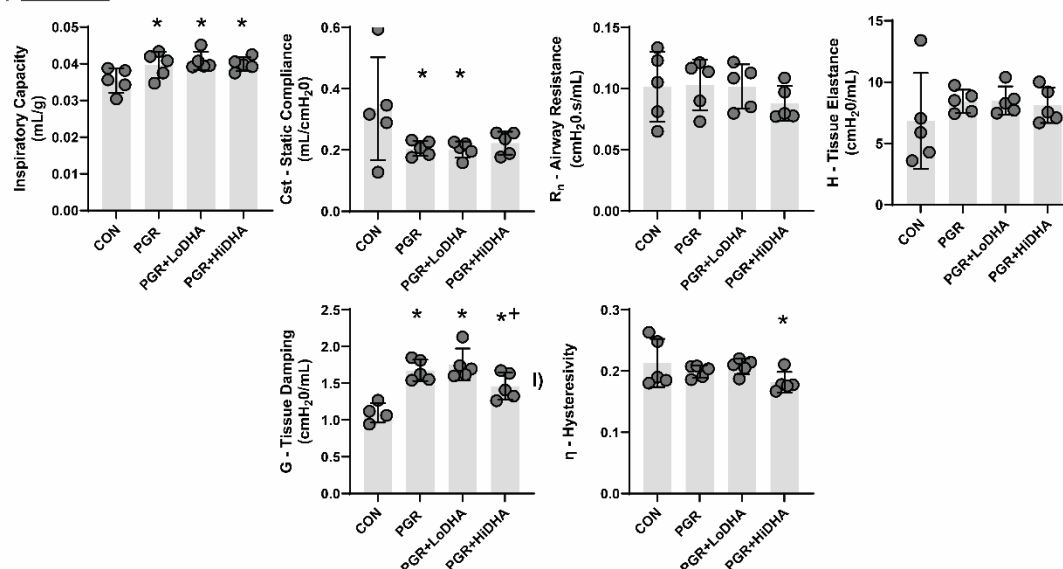 Inspiratory Capacity
(mL/g)
0.05
0.04
0.03
0.02
0.01
0.00
* * *
CON
PGR
PGR+LoDHA
PGR+HiDHA
Cst - Static Compliance
(mL/cmH20)
0.6
0.4
0.2
0.0
* *
CON
PGR
PGR+LoDHA
PGR+HiDHA
Rn - Airway Resistance
(cmH20.s/mL)
0.15
0.10
0.05
0.00
CON
PGR
PGR+LoDHA
PGR+HiDHA
H - Tissue Elastance
(cmH20/mL)
15
10
5
0
CON
PGR
PGR+LoDHA
PGR+HiDHA
G - Tissue Damping
(cmH20/mL)
2.5
2.0
1.5
1.0
0.5
0.0
* * *+
CON
PGR
PGR+LoDHA
PGR+HiDHA
I)
η - Hysteresivity
0.3
0.2
0.1
0.0
*
CON
PGR
PGR+LoDHA
PGR+HiDHA